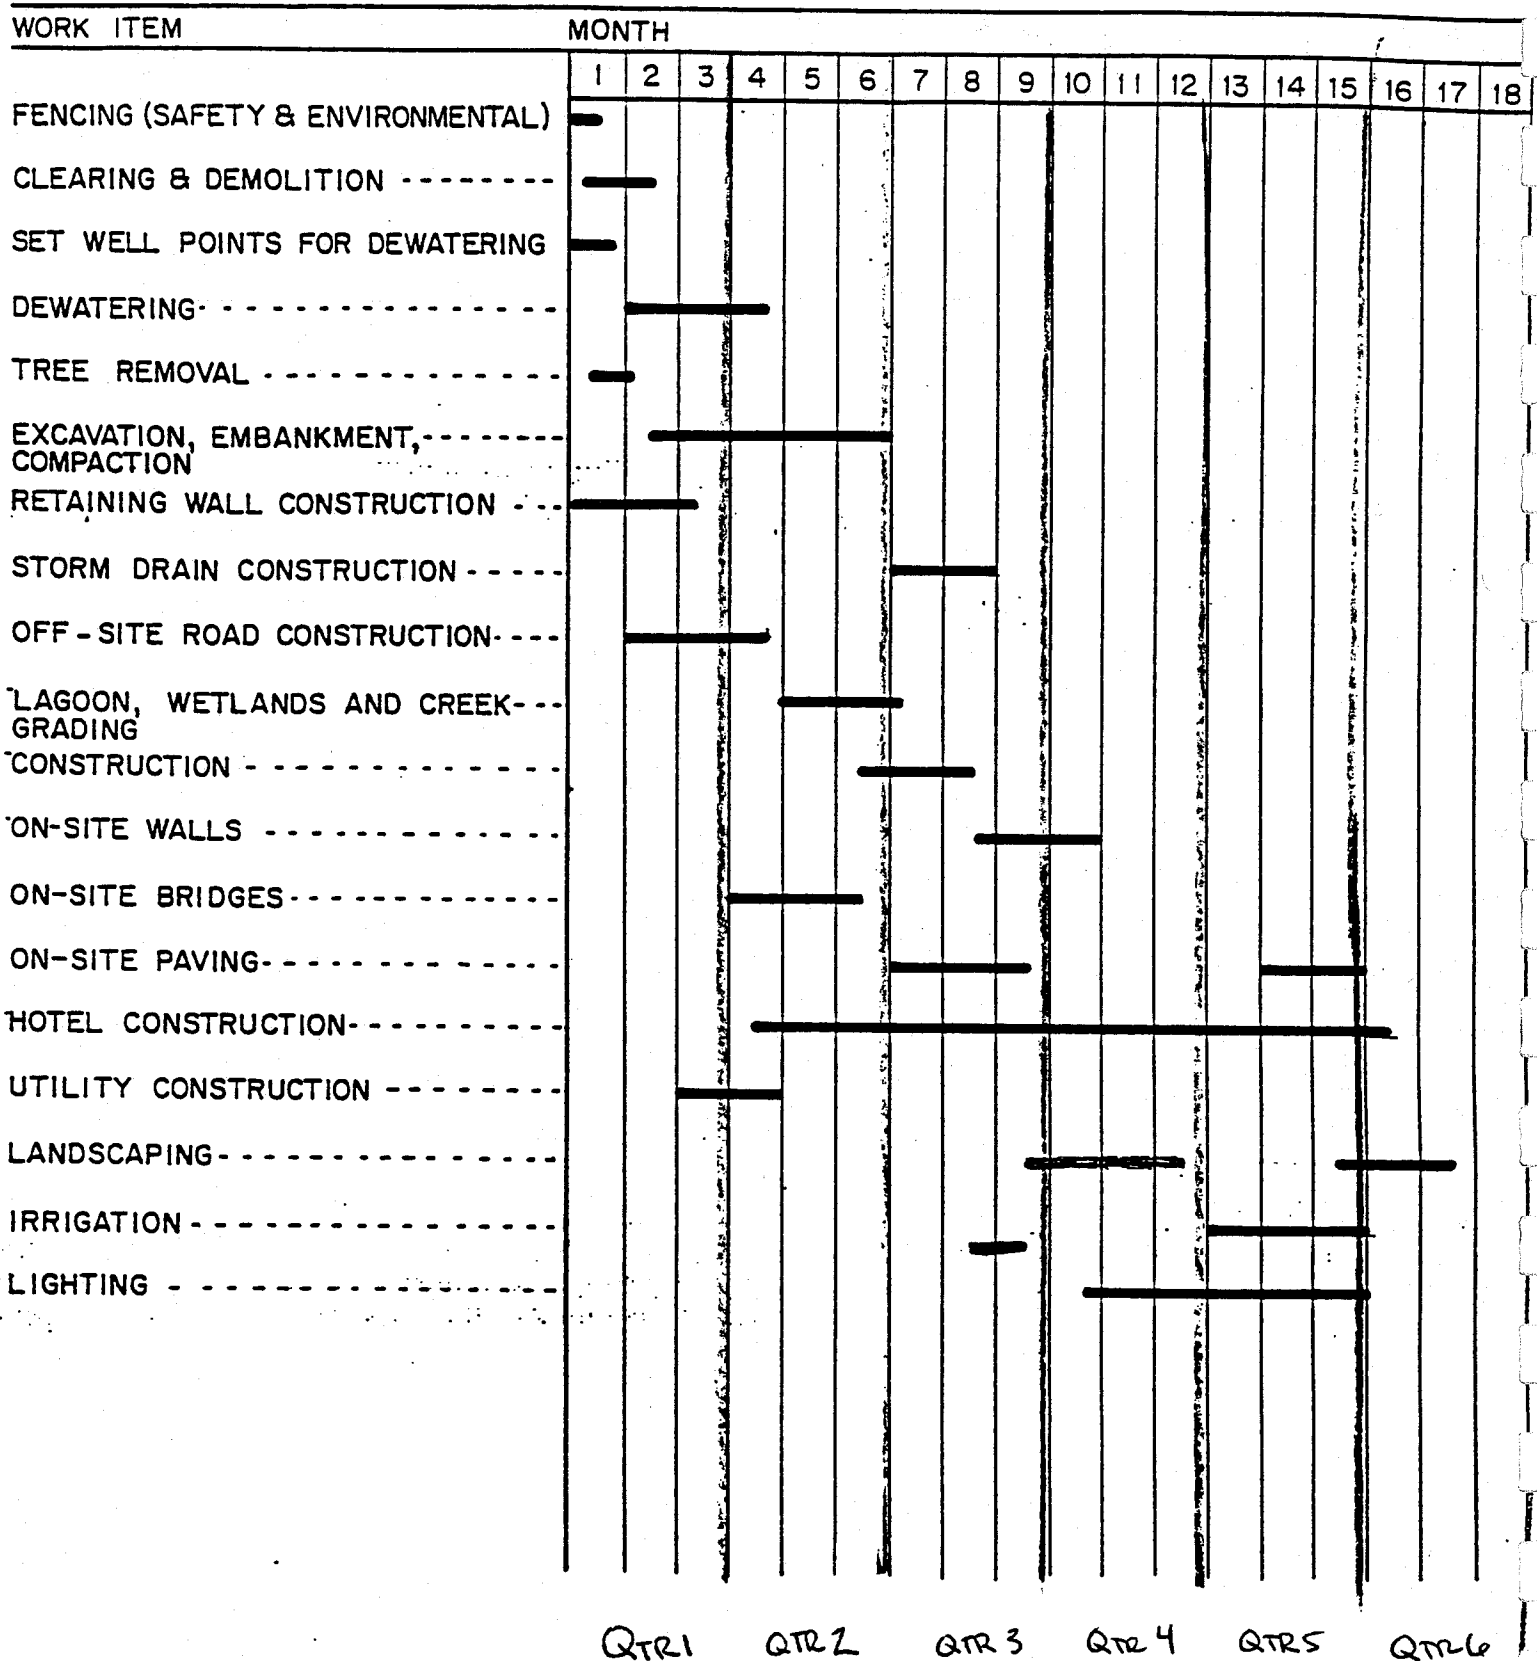 WORK ITEM MONTH
1 2 3 4 5 6 7 8 9 10 11 12 13 14 15 16 17 18
FENCING (SAFETY & ENVIRONMENTAL)
CLEARING & DEMOLITION
SET WELL POINTS FOR DEWATERING
DEWATERING
TREE REMOVAL
EXCAVATION, EMBANKMENT,
COMPACTION
RETAINING WALL CONSTRUCTION
STORM DRAIN CONSTRUCTION
OFF-SITE ROAD CONSTRUCTION
LAGOON, WETLANDS AND CREEK
GRADING
CONSTRUCTION
ON-SITE WALLS
ON-SITE BRIDGES
ON-SITE PAVING
HOTEL CONSTRUCTION
UTILITY CONSTRUCTION
LANDSCAPING
IRRIGATION
LIGHTING
QTR1 QTR2 QTR3 QTR4 QTR5 QTR6